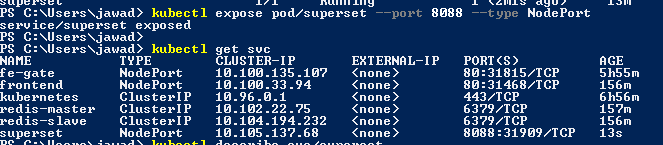 superset 1/1 Running 1 (2m15 ago) 13m
PS C:\Users\jawad> kubectl expose pod/superset --port 8088 --type NodePort
service/superset exposed
PS C:\Users\jawad> kubectl get svc
NAME TYPE CLUSTER-IP EXTERNAL-IP PORT(S) AGE
fe-gate NodePort 10.100.135.107 <none> 80:31815/TCP 5h55m
frontend NodePort 10.100.33.94 <none> 80:31468/TCP 156m
kubernetes ClusterIP 10.96.0.1 <none> 443/TCP 6h56m
redis-master ClusterIP 10.102.22.75 <none> 6379/TCP 157m
redis-slave ClusterIP 10.104.194.232 <none> 6379/TCP 156m
superset NodePort 10.105.137.68 <none> 8088:31909/TCP 13s
PS C:\Users\jawad> kubectl describe svc/superset